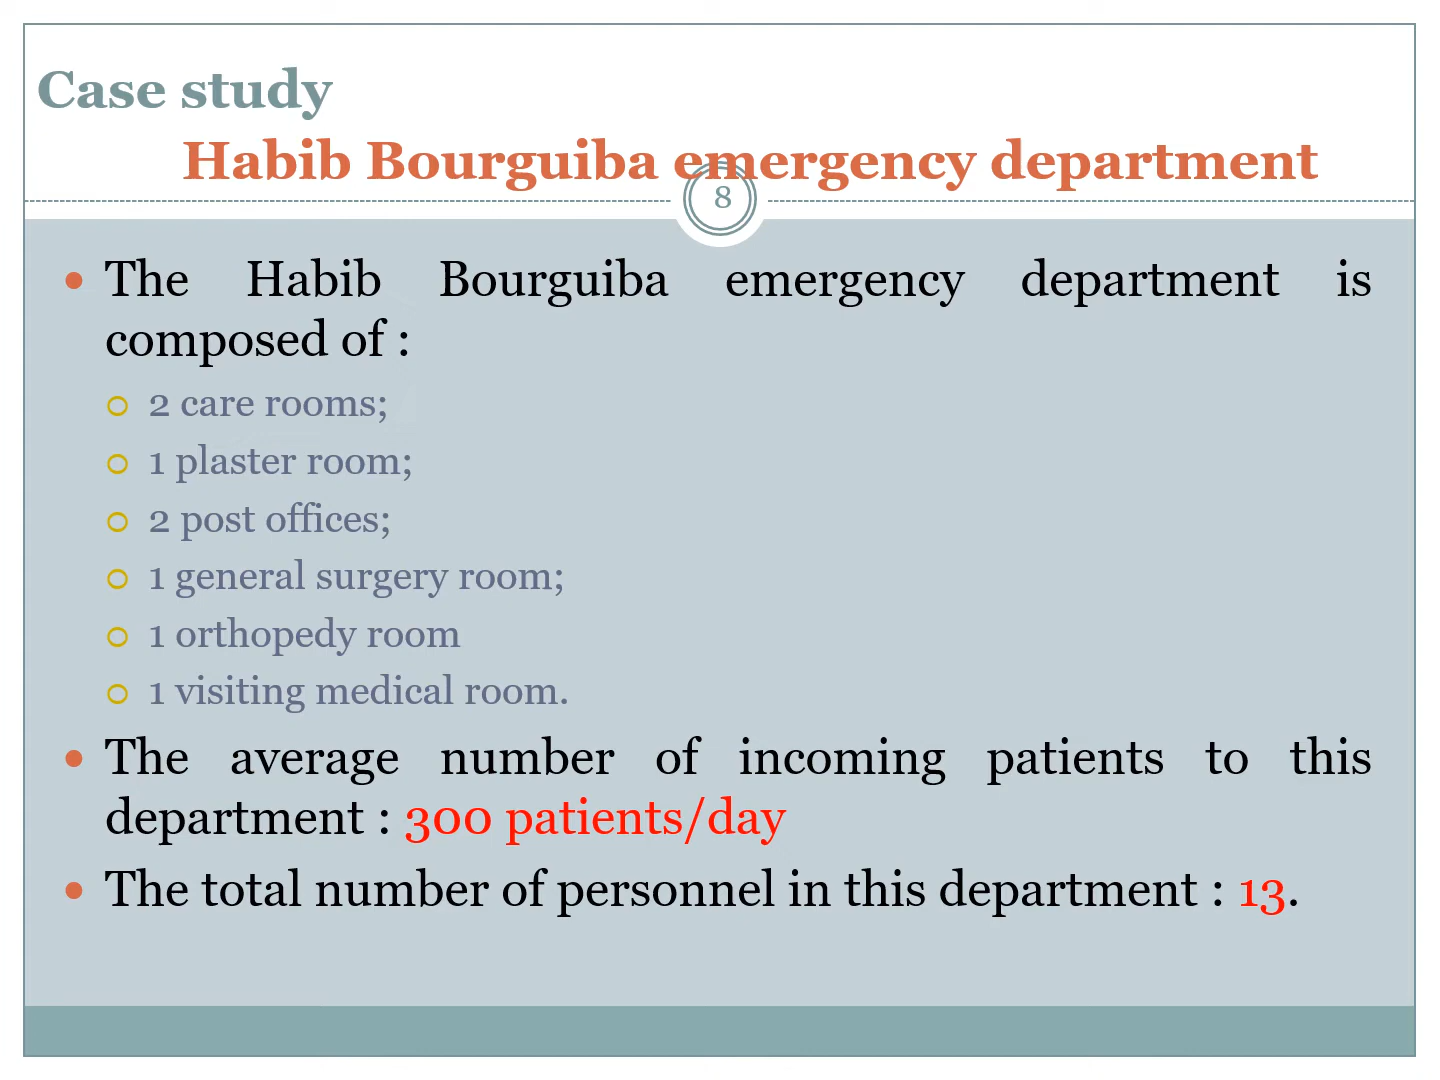 Case study
Habib Bourguiba emergency department
8
The Habib Bourguiba emergency department is
composed of :
2 care rooms;
1 plaster room;
2 post offices;
1 general surgery room;
1 orthopedy room
1 visiting medical room.
The average number of incoming patients to this
department : 300 patients/day
The total number of personnel in this department : 13.